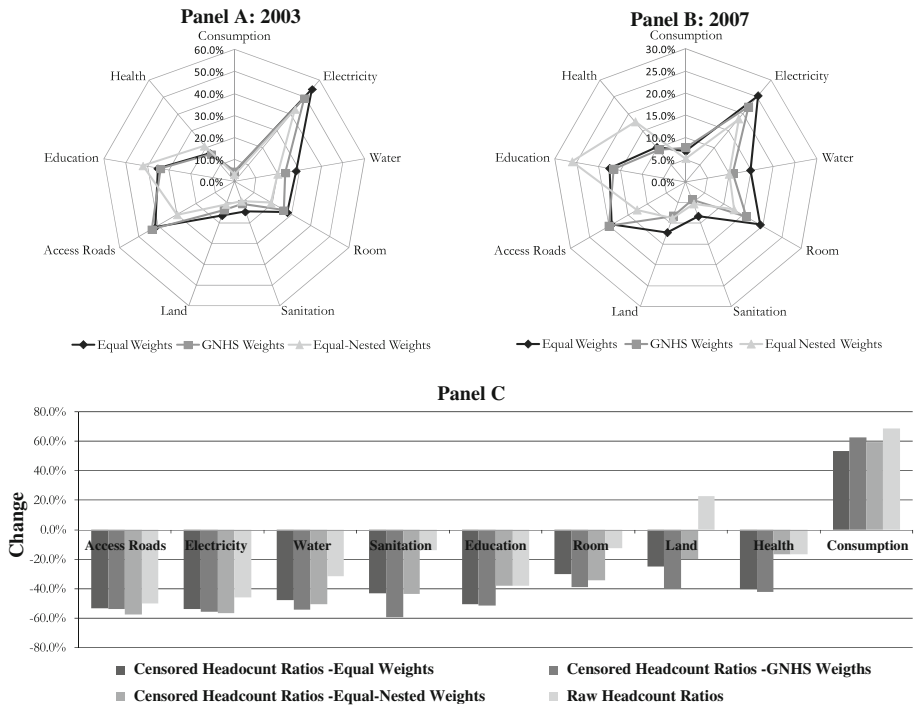 Panel A: 2003
Consumption
60.0%
50.0%
40.0%
30.0%
20.0%
10.0%
0.0%
Electricity
Water
Room
Sanitation
Land
Access Roads
Education
Health
Equal Weights GNHS Weights Equal-Nested Weights
Panel B: 2007
Consumption
30.0%
25.0%
20.0%
15.0%
10.0%
5.0%
0.0%
Electricity
Water
Room
Sanitation
Land
Access Roads
Education
Health
Equal Weights GNHS Weights Equal Nested Weights
Panel C
Change
80.0%
60.0%
40.0%
20.0%
0.0%
-20.0%
-40.0%
-60.0%
-80.0%
Access Roads Electricity Water Sanitation Education Room Land Health Consumption
Censored Headocunt Ratios -Equal Weights
Censored Headcount Ratios -GNHS Weigths
Censored Headcount Ratios -Equal-Nested Weights
Raw Headcount Ratios